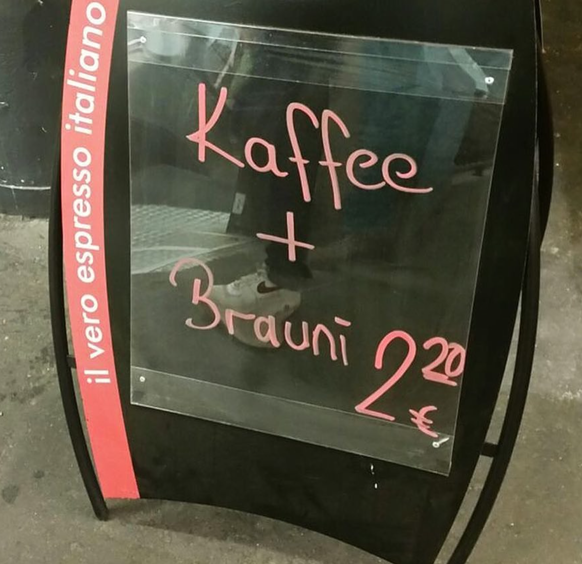 il vero espresso italiano
Kaffee
+
Brauni 2 20
€